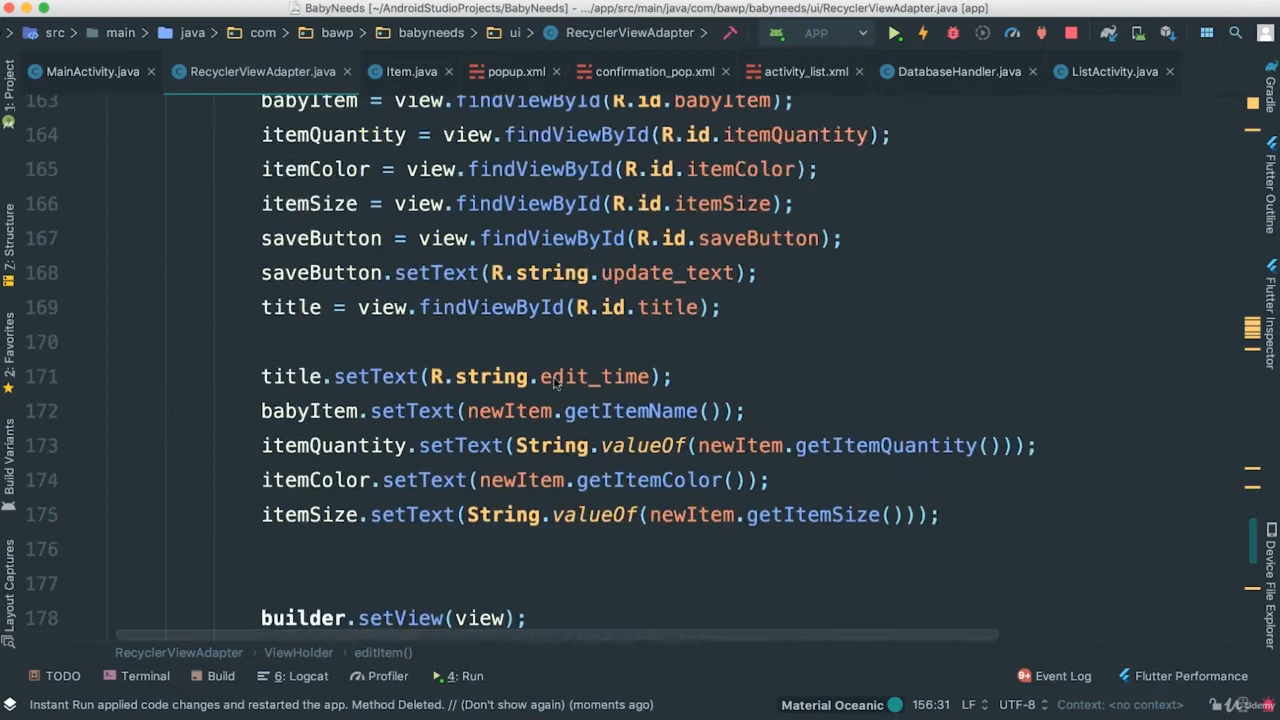 BabyNeeds [~/AndroidStudioProjects/BabyNeeds] - .../app/src/main/java/com/bawp/babyneeds/ui/RecyclerViewAdapter.java [app]
src main java com bawp babyneeds ui RecyclerViewAdapter APP
MainActivity.java RecyclerViewAdapter.java Item.java popup.xml confirmation_pop.xml activity_list.xml DatabaseHandler.java ListActivity.java
1: Project
7: Structure
2: Favorites
Build Variants
Layout Captures
163 babyItem = view.findViewById(R.id.babyItem);
164 itemQuantity = view.findViewById(R.id.itemQuantity);
165 itemColor = view.findViewById(R.id.itemColor);
166 itemSize = view.findViewById(R.id.itemSize);
167 saveButton = view.findViewById(R.id.saveButton);
168 saveButton.setText(R.string.update_text);
169 title = view.findViewById(R.id.title);
170
171 title.setText(R.string.edit_time);
172 babyItem.setText(newItem.getItemName());
173 itemQuantity.setText(String.valueOf(newItem.getItemQuantity()));
174 itemColor.setText(newItem.getItemColor());
175 itemSize.setText(String.valueOf(newItem.getItemSize()));
176
177
178 builder.setView(view);
Gradle
Flutter Outline
Flutter Inspector
Device File Explorer
RecyclerViewAdapter ViewHolder editItem()
TODO Terminal Build 6: Logcat Profiler 4: Run 9+ Event Log Flutter Performance
Instant Run applied code changes and restarted the app. Method Deleted. // (Don't show again) (moments ago) Material Oceanic 156:31 LF UTF-8 Context: <no context>
Udemy